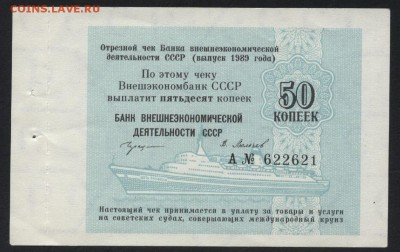 COINS.LAVE.RU
Отрезной чек Банка внешнеэкономической
деятельности СССР (выпуск 1989 года)
По этому чеку
Внешэкономбанк СССР
выплатит пятьдесят копеек
50
КОПЕЕК
БАНК ВНЕШНЕЭКОНОМИЧЕСКОЙ
ДЕЯТЕЛЬНОСТИ СССР
А № 622621
Настоящий чек принимается в уплату за товары и услуги
на советских судах, совершающих международный круиз